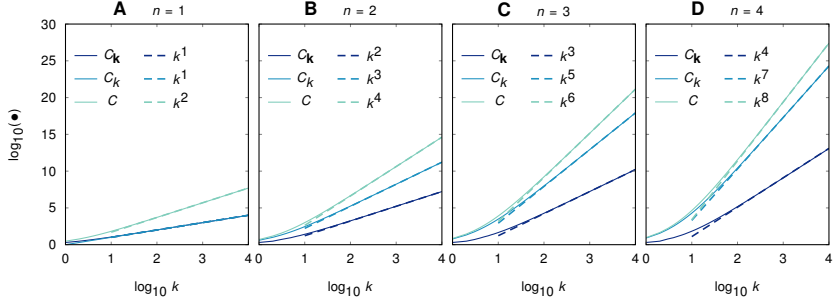 A n = 1 B n = 2 C n = 3 D n = 4
30
25
20
15
10
5
0
log₁₀(●)
C𝐤 k¹
Cₖ k¹
C k²
C𝐤 k²
Cₖ k³
C k⁴
C𝐤 k³
Cₖ k⁵
C k⁶
C𝐤 k⁴
Cₖ k⁷
C k⁸
0 1 2 3 4 0 1 2 3 4 0 1 2 3 4 0 1 2 3 4
log₁₀ k log₁₀ k log₁₀ k log₁₀ k